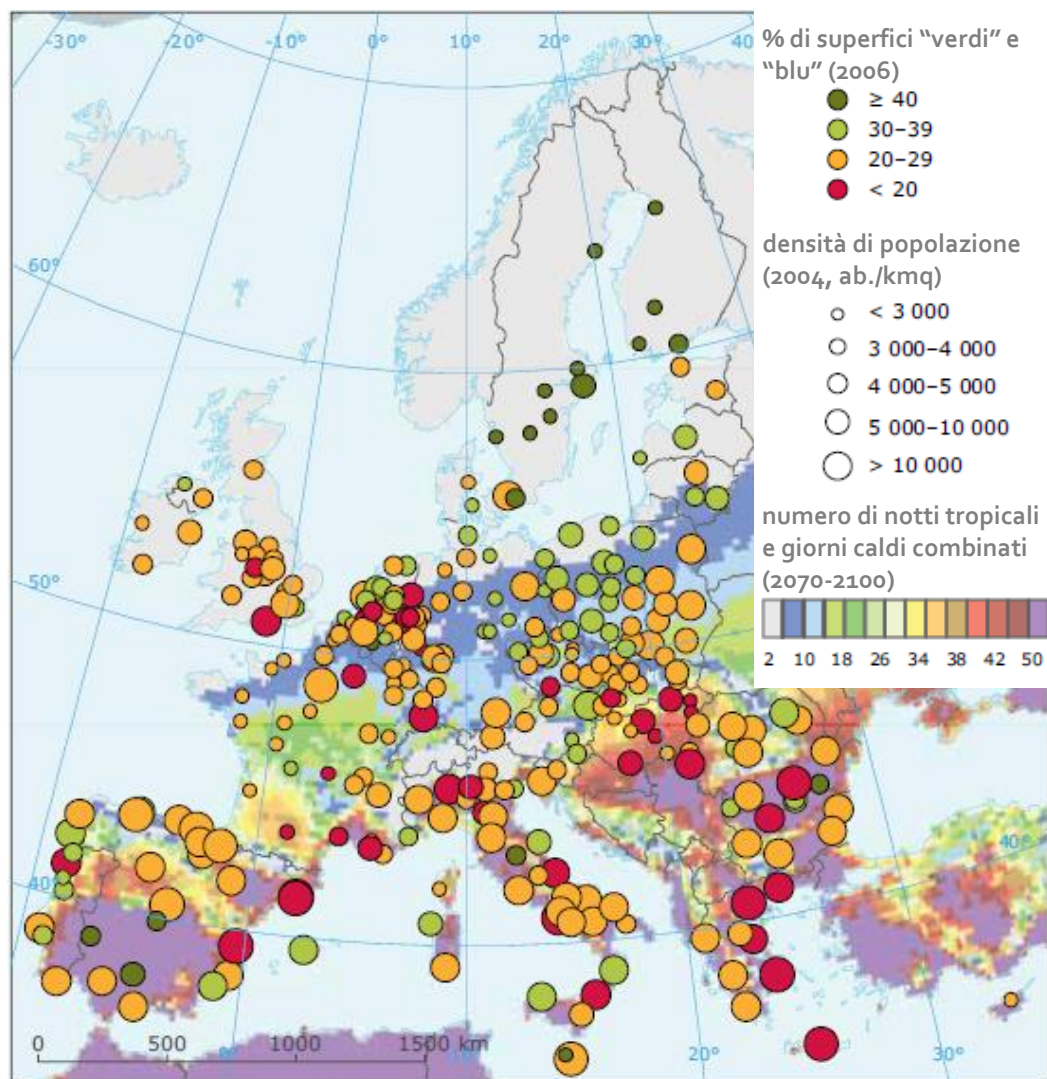 -30°
-20°
-10°
0°
10°
20°
30°
40
60°
50°
40°
40°
20°
30°
0
500
1000
1500 km
% di superfici “verdi” e
“blu” (2006)
≥ 40
30–39
20–29
< 20
densità di popolazione
(2004, ab./kmq)
< 3 000
3 000–4 000
4 000–5 000
5 000–10 000
> 10 000
numero di notti tropicali
e giorni caldi combinati
(2070-2100)
2 10 18 26 34 38 42 50